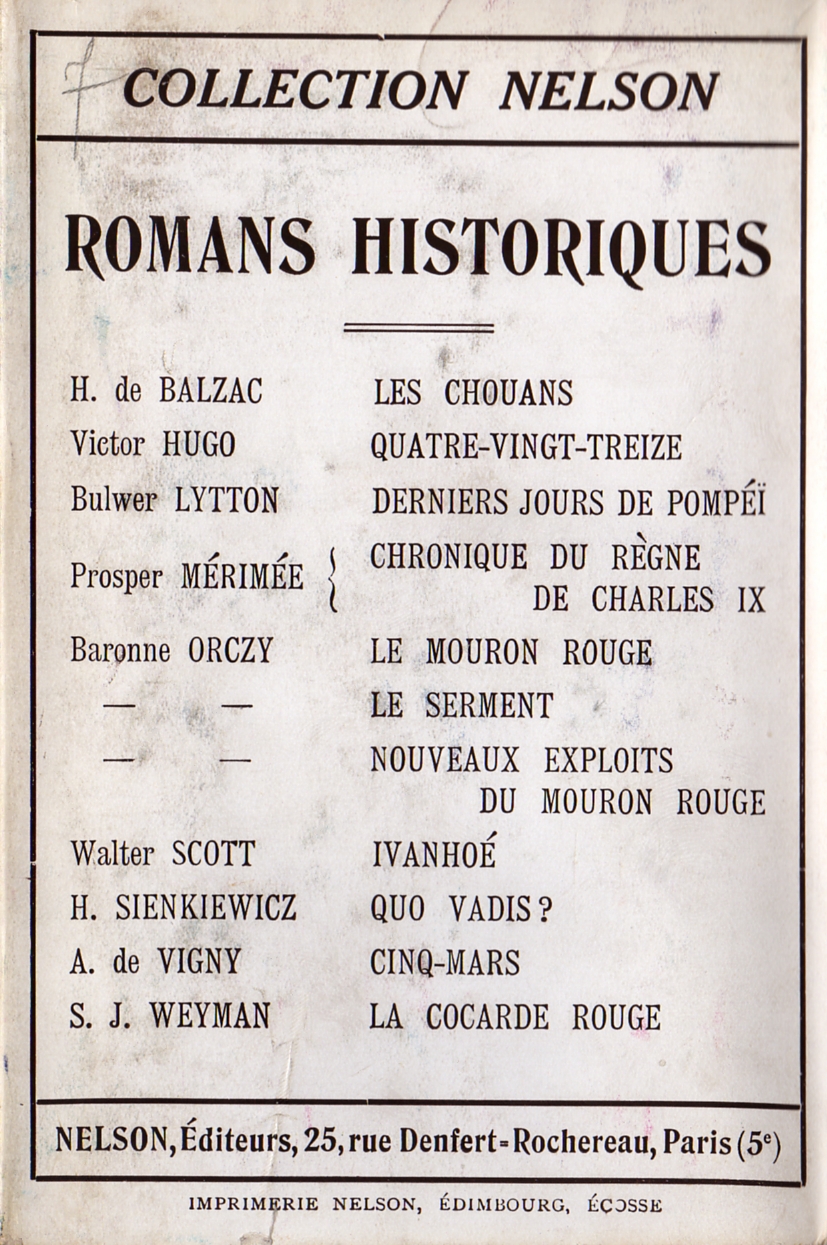 COLLECTION NELSON
ROMANS HISTORIQUES
H. de BALZAC LES CHOUANS
Victor HUGO QUATRE-VINGT-TREIZE
Bulwer LYTTON DERNIERS JOURS DE POMPÉÏ
Prosper MÉRIMÉE { CHRONIQUE DU RÈGNE
DE CHARLES IX
Baronne ORCZY LE MOURON ROUGE
— — LE SERMENT
— — NOUVEAUX EXPLOITS
DU MOURON ROUGE
Walter SCOTT IVANHOÉ
H. SIENKIEWICZ QUO VADIS ?
A. de VIGNY CINQ-MARS
S. J. WEYMAN LA COCARDE ROUGE
NELSON, Éditeurs, 25, rue Denfert-Rochereau, Paris (5e)
IMPRIMERIE NELSON, ÉDIMBOURG, ÉCOSSE